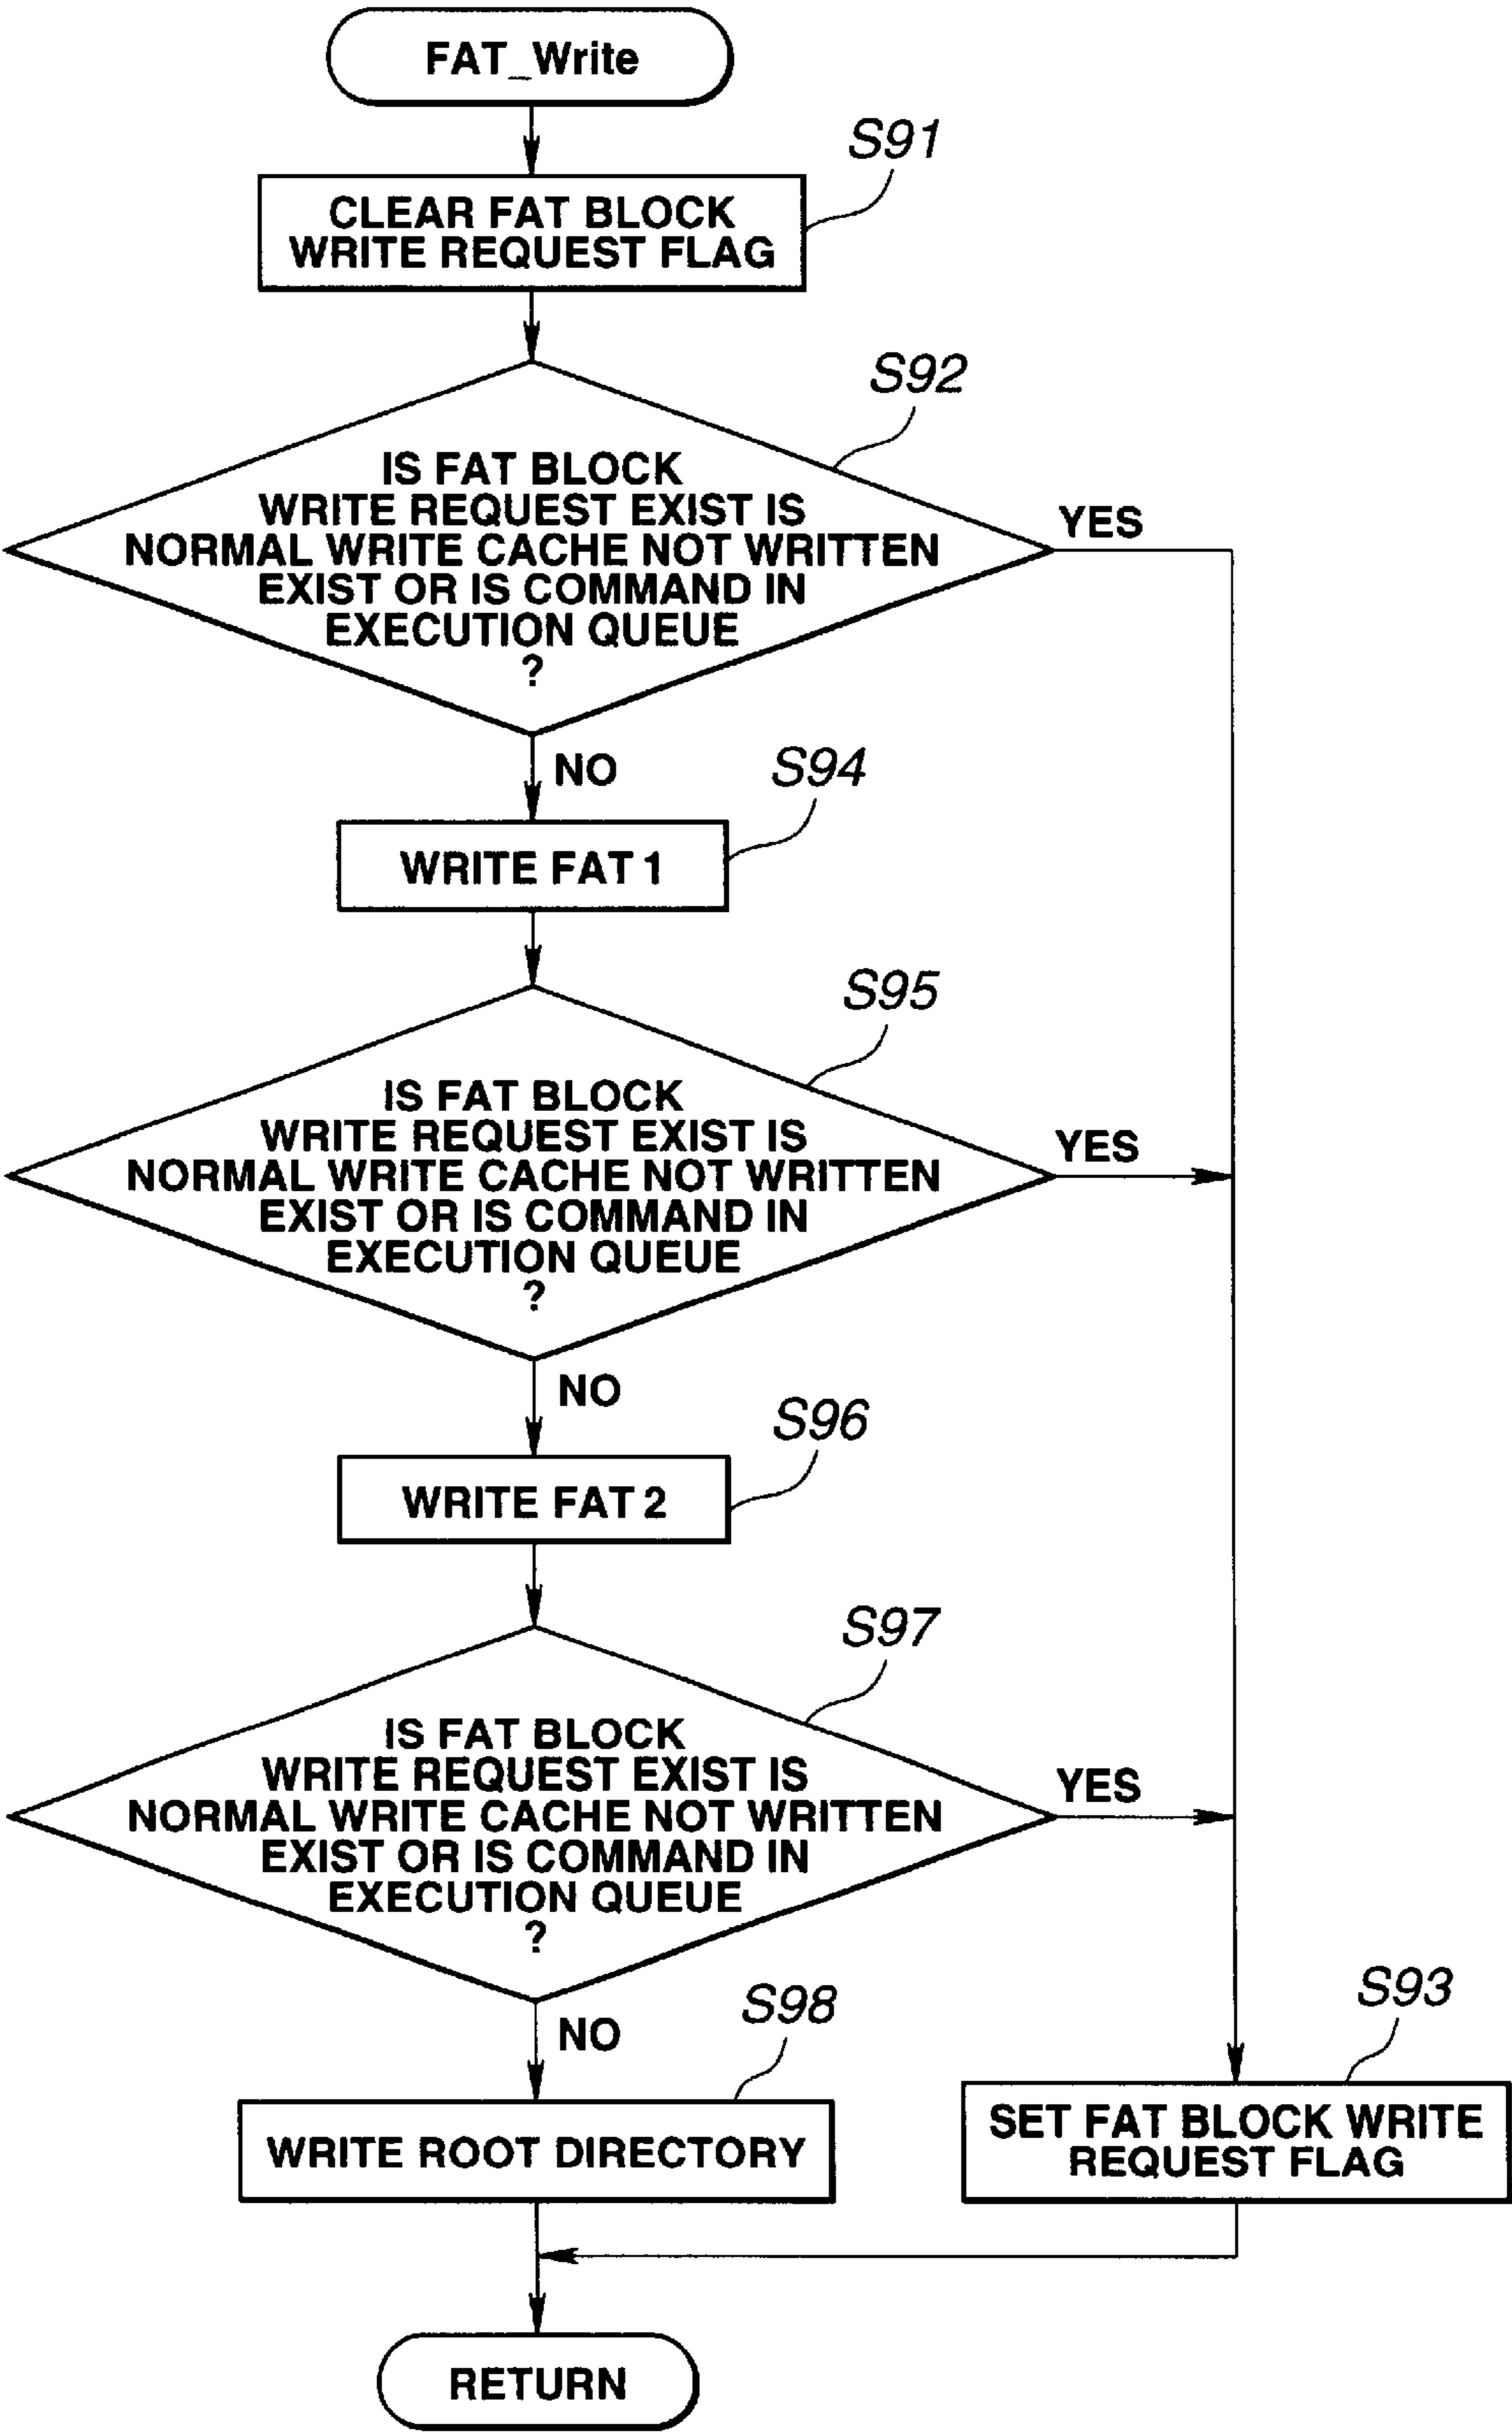 FAT_Write
S91
CLEAR FAT BLOCK
WRITE REQUEST FLAG
S92
IS FAT BLOCK
WRITE REQUEST EXIST IS
NORMAL WRITE CACHE NOT WRITTEN
EXIST OR IS COMMAND IN
EXECUTION QUEUE
?
YES
NO
S94
WRITE FAT 1
S95
IS FAT BLOCK
WRITE REQUEST EXIST IS
NORMAL WRITE CACHE NOT WRITTEN
EXIST OR IS COMMAND IN
EXECUTION QUEUE
?
YES
NO
S96
WRITE FAT 2
S97
IS FAT BLOCK
WRITE REQUEST EXIST IS
NORMAL WRITE CACHE NOT WRITTEN
EXIST OR IS COMMAND IN
EXECUTION QUEUE
?
YES
NO
S98
WRITE ROOT DIRECTORY
S93
SET FAT BLOCK WRITE
REQUEST FLAG
RETURN